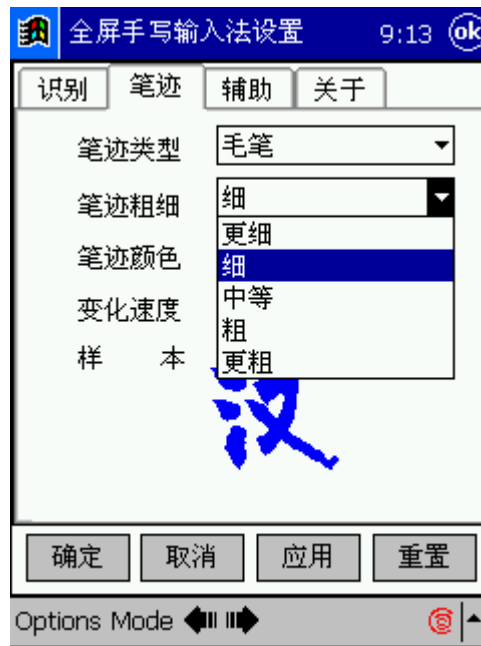 全屏手写输入法设置 9:13 ok
识别 笔迹 辅助 关于
笔迹类型 毛笔
笔迹粗细 细
更细
笔迹颜色
细
变化速度 中等
粗
样 本 更粗
汉
确定 取消 应用 重置
Options Mode